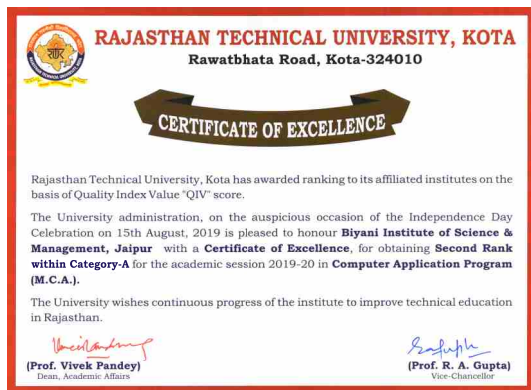 RAJASTHAN TECHNICAL UNIVERSITY, KOTA
Rawatbhata Road, Kota-324010
CERTIFICATE OF EXCELLENCE
Rajasthan Technical University, Kota has awarded ranking to its affiliated institutes on the
basis of Quality Index Value "QIV" score.
The University administration, on the auspicious occasion of the Independence Day
Celebration on 15th August, 2019 is pleased to honour Biyani Institute of Science &
Management, Jaipur with a Certificate of Excellence, for obtaining Second Rank
within Category-A for the academic session 2019-20 in Computer Application Program
(M.C.A.).
The University wishes continuous progress of the institute to improve technical education
in Rajasthan.
(Prof. Vivek Pandey)
Dean, Academic Affairs
(Prof. R. A. Gupta)
Vice-Chancellor